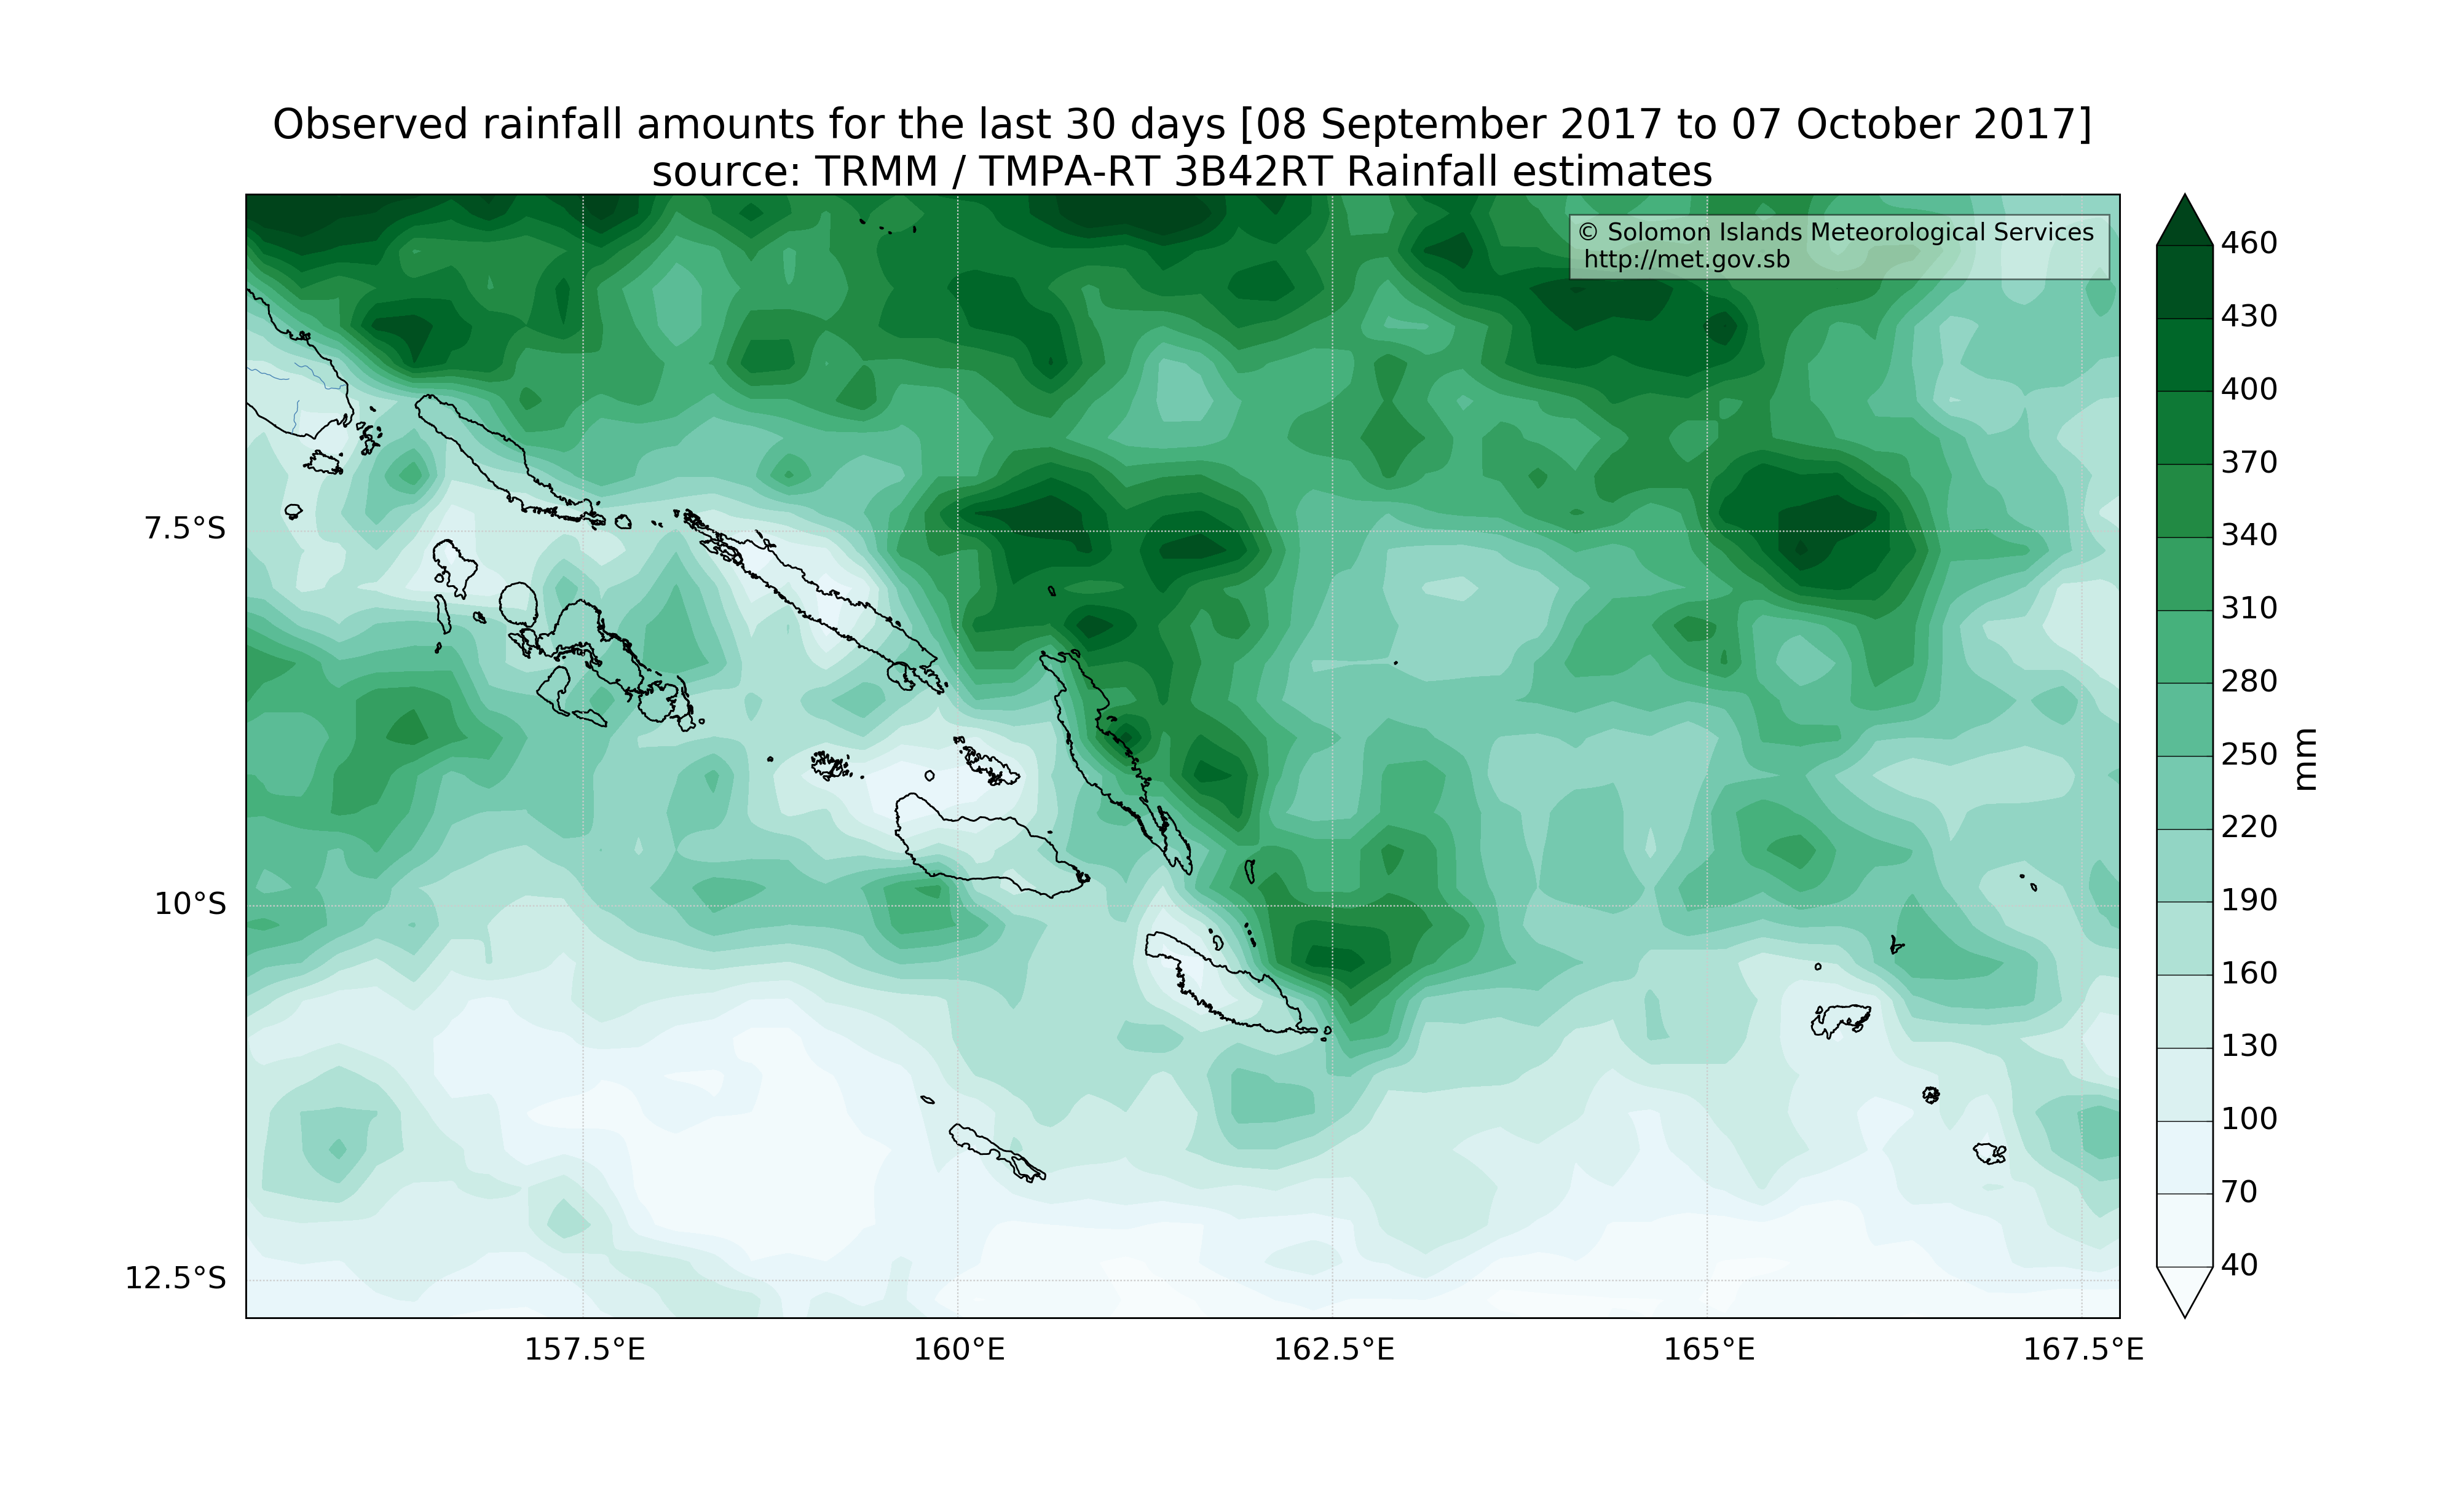 Observed rainfall amounts for the last 30 days [08 September 2017 to 07 October 2017]
source: TRMM / TMPA-RT 3B42RT Rainfall estimates
© Solomon Islands Meteorological Services
http://met.gov.sb
460
430
400
370
340
310
280
250
220
190
160
130
100
70
40
mm
7.5°S
10°S
12.5°S
157.5°E
160°E
162.5°E
165°E
167.5°E